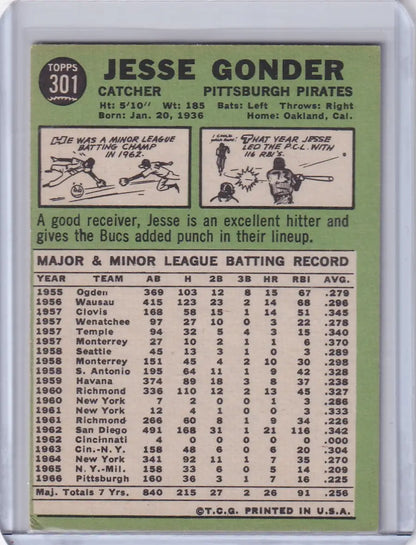 TOPPS
301
JESSE GONDER
CATCHER PITTSBURGH PIRATES
Ht: 5'10" Wt: 185 Bats: Left Throws: Right
Born: Jan. 20, 1936 Home: Oakland, Cal.
HE WAS A MINOR LEAGUE
BATTING CHAMP
IN 1962.
THAT YEAR JESSE
LED THE P.C.L. WITH
116 RBI'S.
A good receiver, Jesse is an excellent hitter and
gives the Bucs added punch in their lineup.
MAJOR & MINOR LEAGUE BATTING RECORD
YEAR TEAM AB H 2B 3B HR RBI AVG.
1955 Ogden 369 103 12 8 15 67 .279
1956 Wausau 415 123 23 2 14 68 .296
1957 Clovis 168 58 15 1 14 51 .345
1957 Wenatchee 97 27 10 0 3 22 .278
1957 Temple 94 32 5 4 3 14 .340
1957 Monterrey 10 27 1 0 1 10 .270
1958 Seattle 45 13 3 0 1 3 .289
1958 Monterrey 151 45 4 2 10 30 .298
1958 S. Antonio 195 64 11 1 9 28 .328
1959 Havana 374 89 18 3 8 37 .238
1960 Richmond 336 110 12 2 13 45 .327
1960 New York 7 2 0 0 1 3 .286
1961 New York 12 4 1 0 0 3 .333
1961 Richmond 266 60 8 1 9 34 .226
1962 San Diego 491 168 31 1 21 116 .342
1962 Cincinnati 4 0 0 0 0 0 .000
1963 Cin.-N.Y. 158 48 6 0 6 20 .304
1964 New York 341 92 11 1 7 35 .270
1965 N.Y.-Mil. 158 33 6 0 5 14 .209
1966 Pittsburgh 160 36 3 1 7 16 .225
Maj. Totals 7 Yrs. 840 215 27 2 26 91 .256
©T.C.G. PRINTED IN U.S.A.